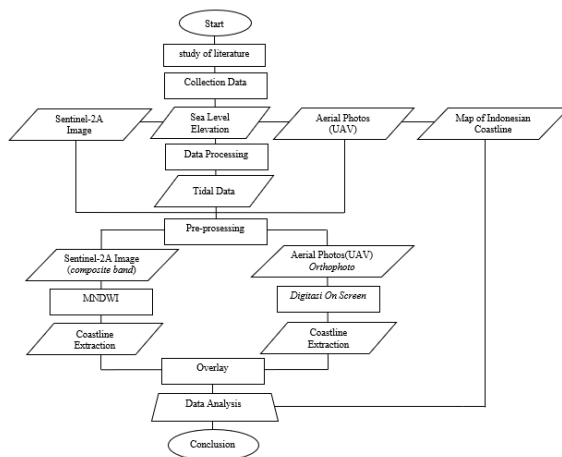 Start
study of literature
Collection Data
Sentinel-2A
Image
Sea Level
Elevation
Aerial Photos
(UAV)
Map of Indonesian
Coastline
Data Processing
Tidal Data
Pre-prosessing
Sentinel-2A Image
(composite band)
Aerial Photos(UAV)
Orthophoto
MNDWI
Digitasi On Screen
Coastline
Extraction
Coastline
Extraction
Overlay
Data Analysis
Conclusion